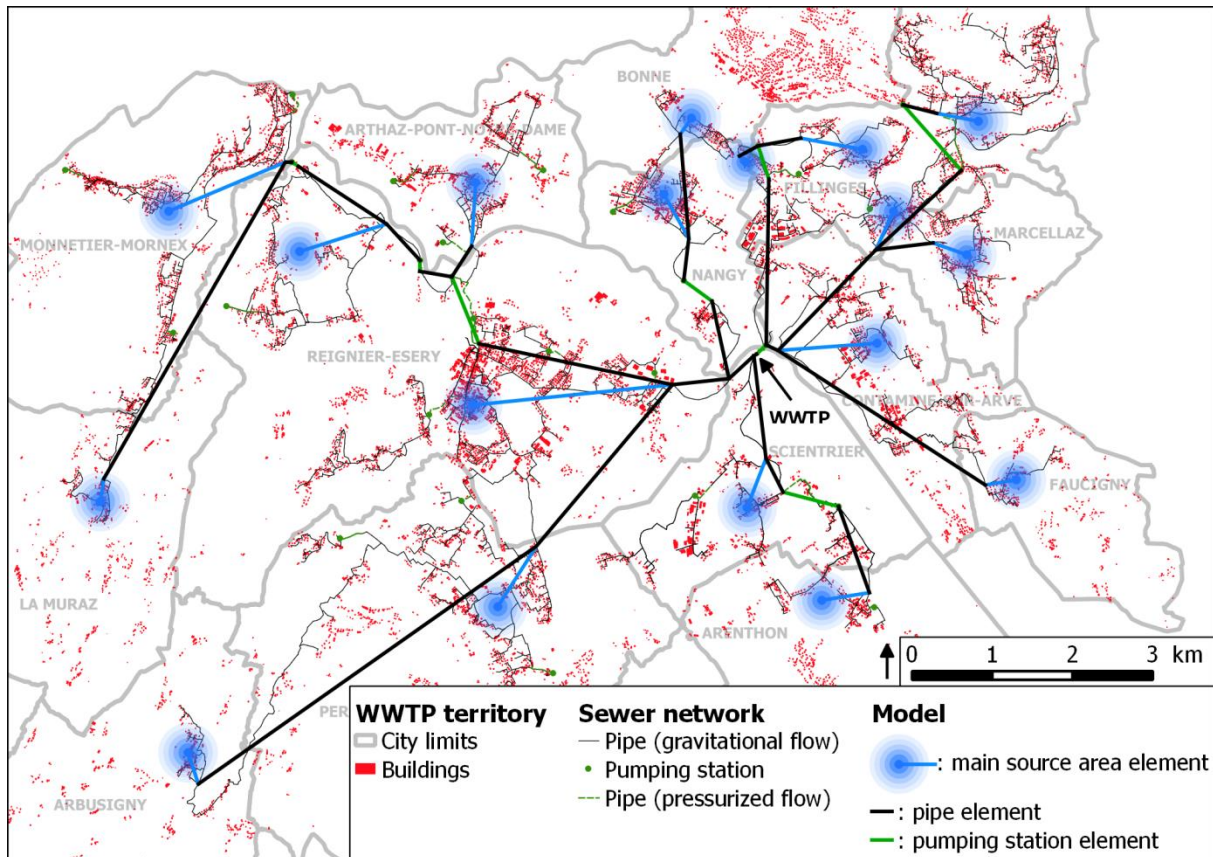 BONNE
ARTHAZ-PONT-NOTRE-DAME
FILLINGES
MONNETIER-MORNEX
MARCELLAZ
NANGY
REIGNIER-ESERY
CONTAMINE-SUR-ARVE
WWTP
SCIENTRIER
FAUCIGNY
LA MURAZ
ARENTHON
0 1 2 3 km
PER
ARBUSIGNY
WWTP territory
City limits
Buildings
Sewer network
Pipe (gravitational flow)
Pumping station
Pipe (pressurized flow)
Model
: main source area element
: pipe element
: pumping station element